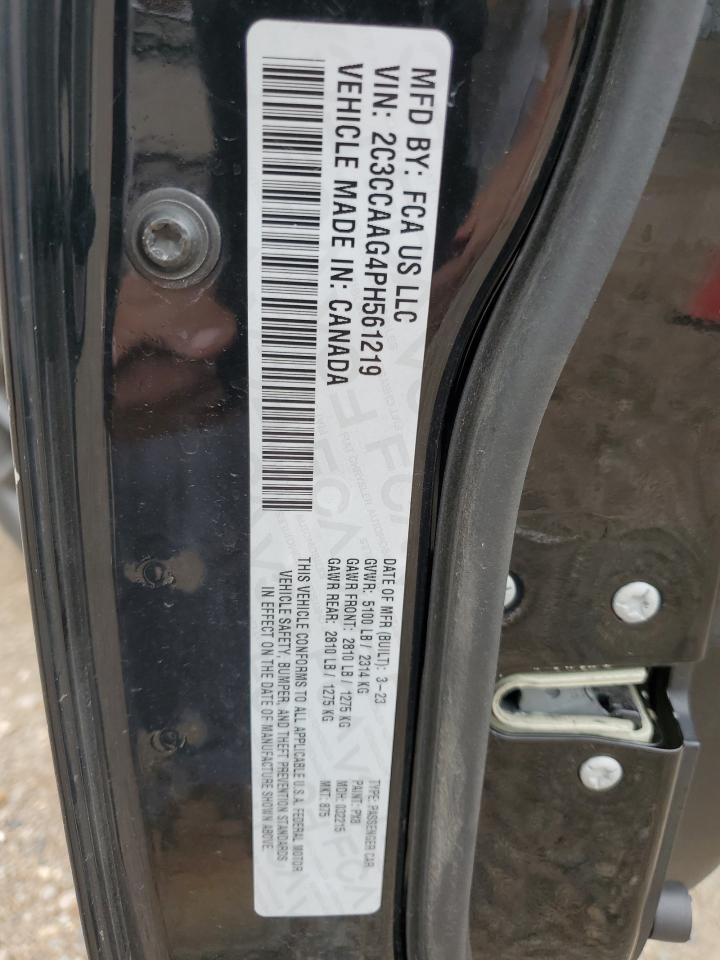 MFD BY: FCA US LLC
VIN: 2C3CCAAG4PH561219
VEHICLE MADE IN: CANADA
DATE OF MFR (BUILT): 3-23
GVWR: 5100 LB / 2314 KG
GAWR FRONT: 2810 LB / 1275 KG
GAWR REAR: 2810 LB / 1275 KG
TYPE: PASSENGER CAR
PAINT: PX8
MDH: 032215
MKT: 875
THIS VEHICLE CONFORMS TO ALL APPLICABLE U.S.A. FEDERAL MOTOR
VEHICLE SAFETY, BUMPER, AND THEFT PREVENTION STANDARDS
IN EFFECT ON THE DATE OF MANUFACTURE SHOWN ABOVE.